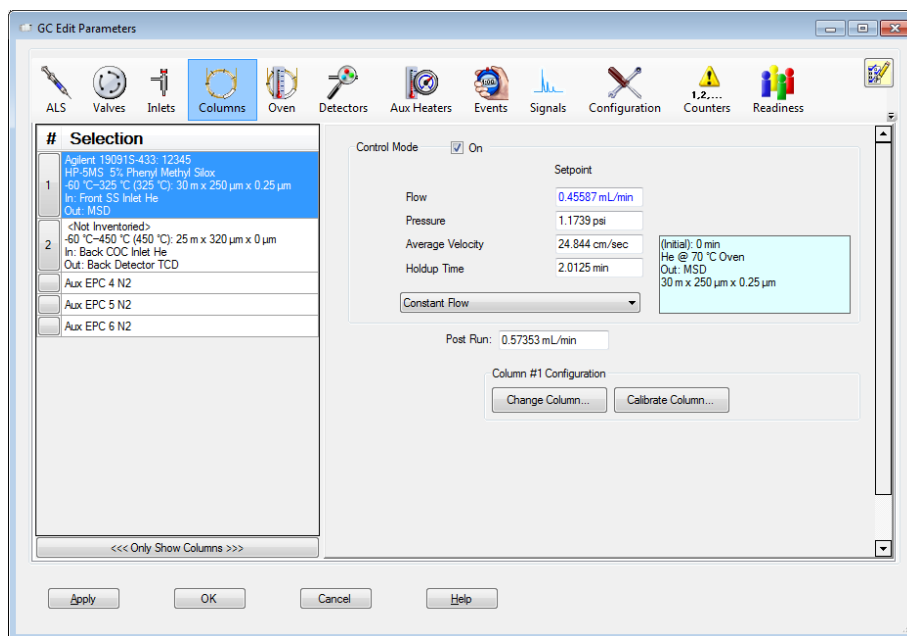 GC Edit Parameters
ALS Valves Inlets Columns Oven Detectors Aux Heaters Events Signals Configuration Counters Readiness
1:00
1,2,...
# Selection
1
Agilent 19091S-433: 12345
HP-5MS 5% Phenyl Methyl Silox
-60 °C-325 °C (325 °C): 30 m x 250 µm x 0.25 µm
In: Front SS Inlet He
Out: MSD
2
<Not Inventoried>
-60 °C-450 °C (450 °C): 25 m x 320 µm x 0 µm
In: Back COC Inlet He
Out: Back Detector TCD
Aux EPC 4 N2
Aux EPC 5 N2
Aux EPC 6 N2
<<< Only Show Columns >>>
Control Mode On
Setpoint
Flow 0.45587 mL/min
Pressure 1.1739 psi
Average Velocity 24.844 cm/sec
Holdup Time 2.0125 min
(Initial): 0 min
He @ 70 °C Oven
Out: MSD
30 m x 250 µm x 0.25 µm
Constant Flow
Post Run: 0.57353 mL/min
Column #1 Configuration
Change Column... Calibrate Column...
Apply OK Cancel Help